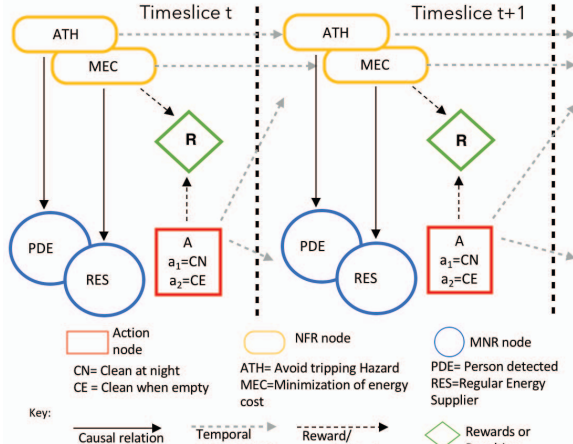 Timeslice t
Timeslice t+1
ATH
MEC
R
PDE
RES
A
a₁=CN
a₂=CE
ATH
MEC
R
PDE
RES
A
a₁=CN
a₂=CE
Action
node
CN= Clean at night
CE = Clean when empty
NFR node
ATH= Avoid tripping Hazard
MEC=Minimization of energy
cost
MNR node
PDE= Person detected
RES=Regular Energy
Supplier
Key:
Causal relation
Temporal
Reward/
Rewards or